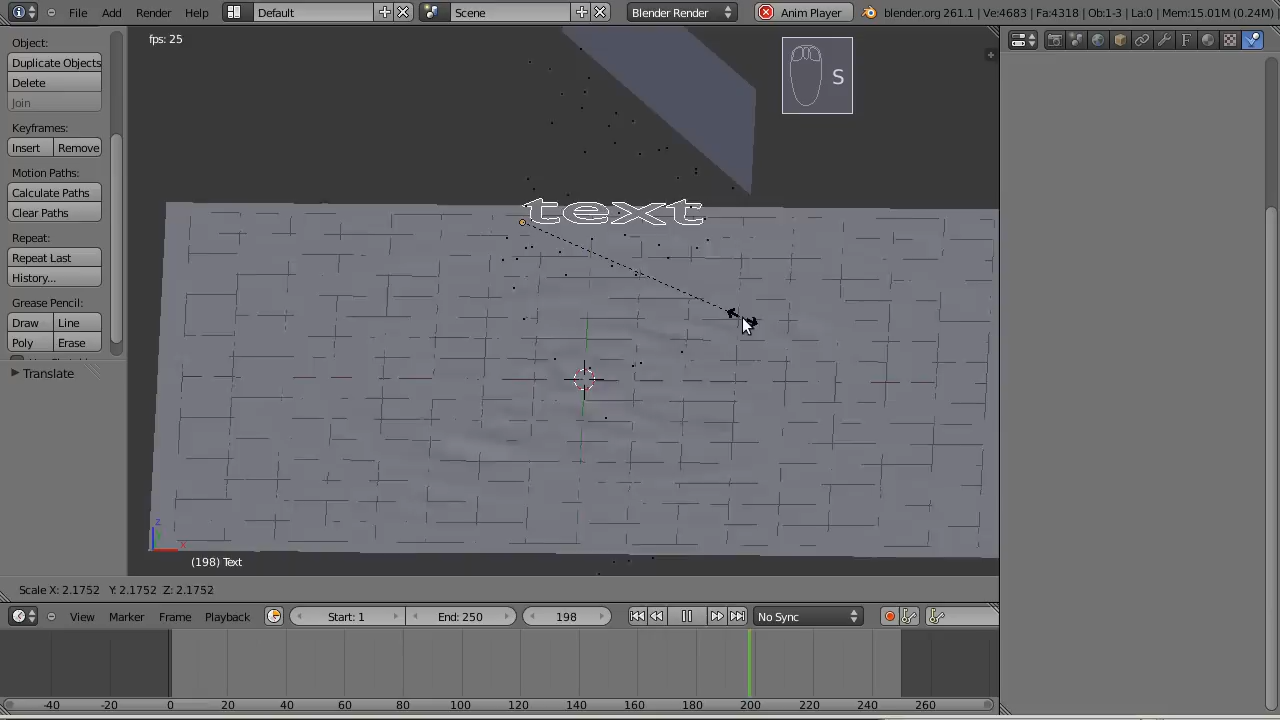 File Add Render Help Default Scene Blender Render Anim Player blender.org 261.1 | Ve:4683 | Fa:4318 | Ob:1-3 | La:0 | Mem:15.01M (0.24M)
fps: 25
Object:
Duplicate Objects
Delete
Join
Keyframes:
Insert Remove
Motion Paths:
Calculate Paths
Clear Paths
Repeat:
Repeat Last
History...
Grease Pencil:
Draw Line
Poly Erase
Translate
S
text
z
x
(198) Text
Scale X: 2.1752 Y: 2.1752 Z: 2.1752
View Marker Frame Playback Start: 1 End: 250 198 No Sync
-40 -20 0 20 40 60 80 100 120 140 160 180 200 220 240 260